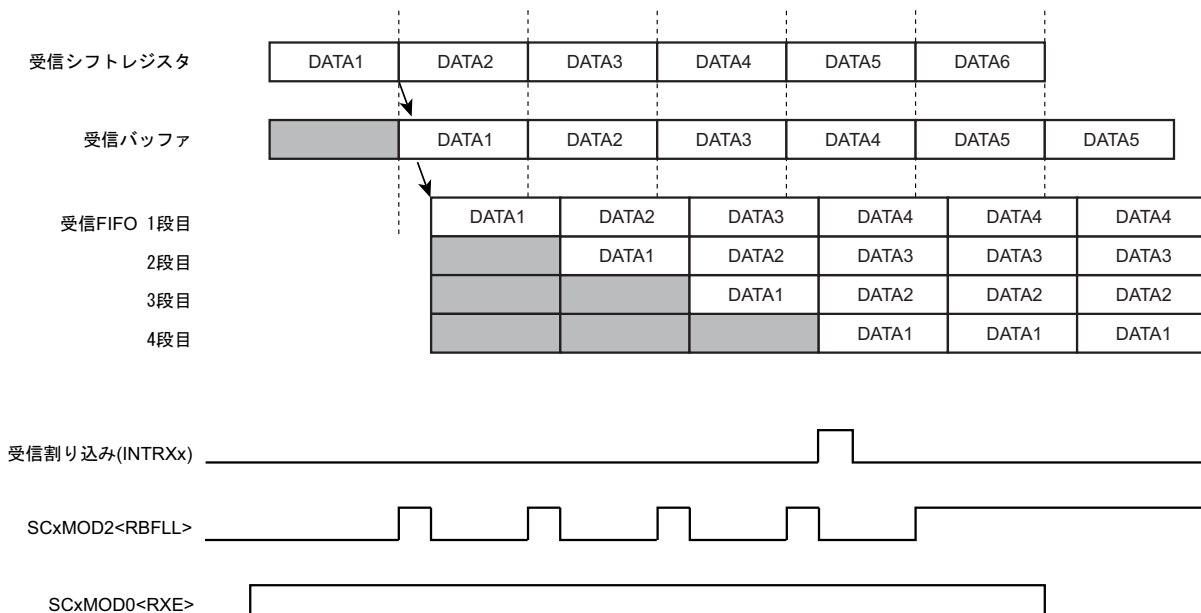 受信シフトレジスタ DATA1 DATA2 DATA3 DATA4 DATA5 DATA6
受信バッファ DATA1 DATA2 DATA3 DATA4 DATA5 DATA5
受信FIFO 1段目 DATA1 DATA2 DATA3 DATA4 DATA4 DATA4
2段目 DATA1 DATA2 DATA3 DATA3 DATA3
3段目 DATA1 DATA2 DATA2 DATA2
4段目 DATA1 DATA1 DATA1
受信割り込み(INTRXx)
SCxMOD2<RBFLL>
SCxMOD0<RXE>